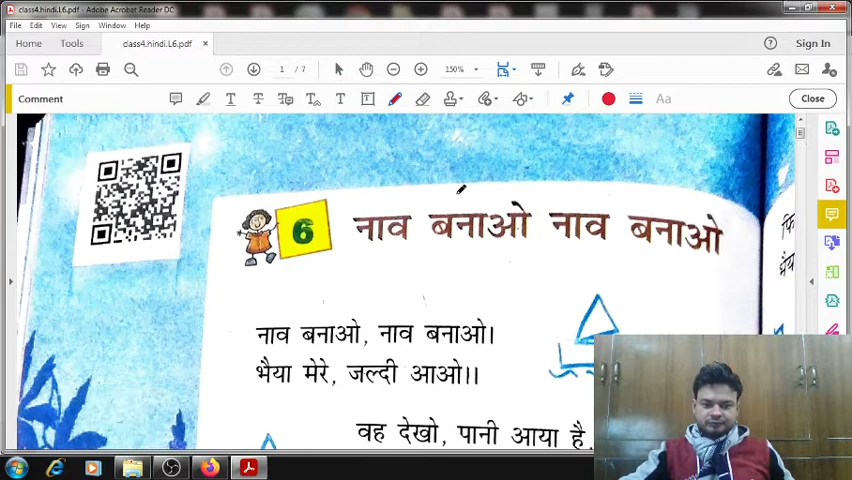 class4.hindi.L6.pdf - Adobe Acrobat Reader DC
File Edit View Sign Window Help
Home Tools class4.hindi.L6.pdf × Sign In
1 / 7 150%
Comment Close
6 नाव बनाओ नाव बनाओ
नाव बनाओ, नाव बनाओ।
भैया मेरे, जल्दी आओ।।
वह देखो, पानी आया है